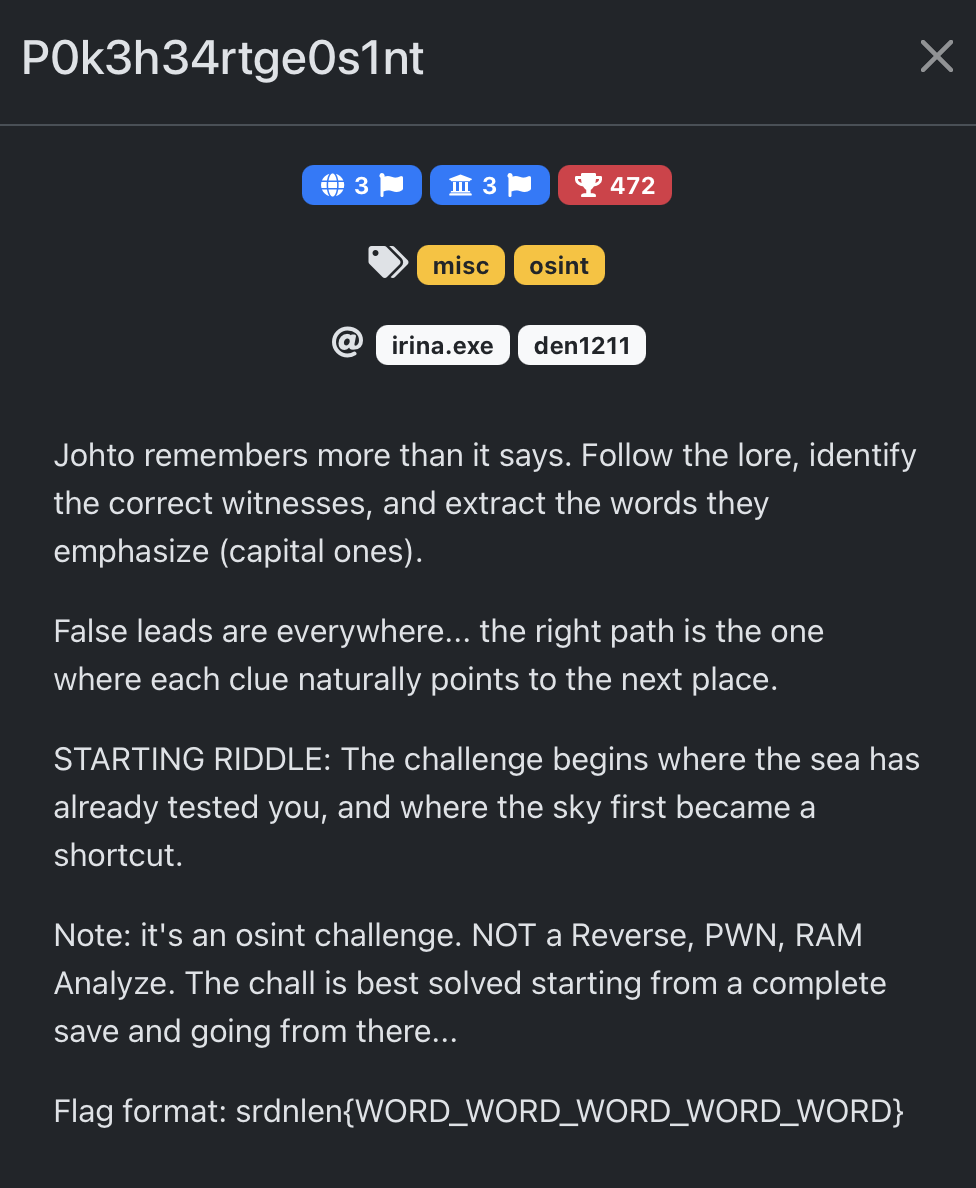 P0k3h34rtge0s1nt
3 3 472
misc osint
@ irina.exe den1211
Johto remembers more than it says. Follow the lore, identify
the correct witnesses, and extract the words they
emphasize (capital ones).
False leads are everywhere... the right path is the one
where each clue naturally points to the next place.
STARTING RIDDLE: The challenge begins where the sea has
already tested you, and where the sky first became a
shortcut.
Note: it's an osint challenge. NOT a Reverse, PWN, RAM
Analyze. The chall is best solved starting from a complete
save and going from there...
Flag format: srdnlen{WORD_WORD_WORD_WORD_WORD}